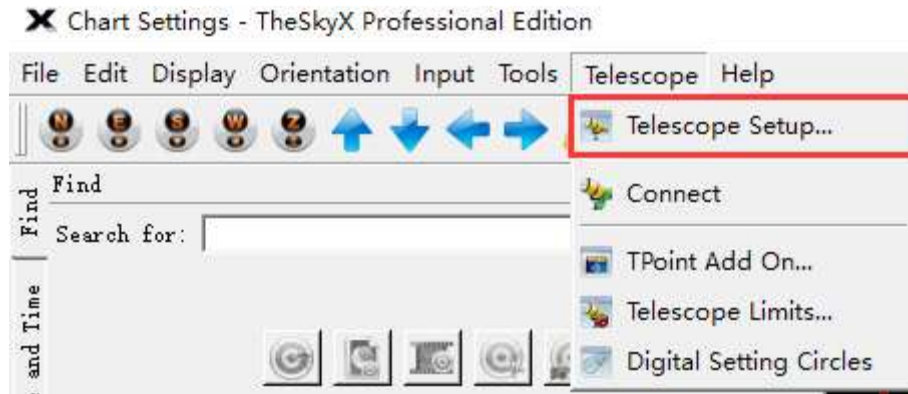 Chart Settings - TheSkyX Professional Edition
File Edit Display Orientation Input Tools Telescope Help
N E S W Z
Telescope Setup...
Find
Find
Search for:
Connect
TPoint Add On...
Telescope Limits...
Digital Setting Circles
and Time